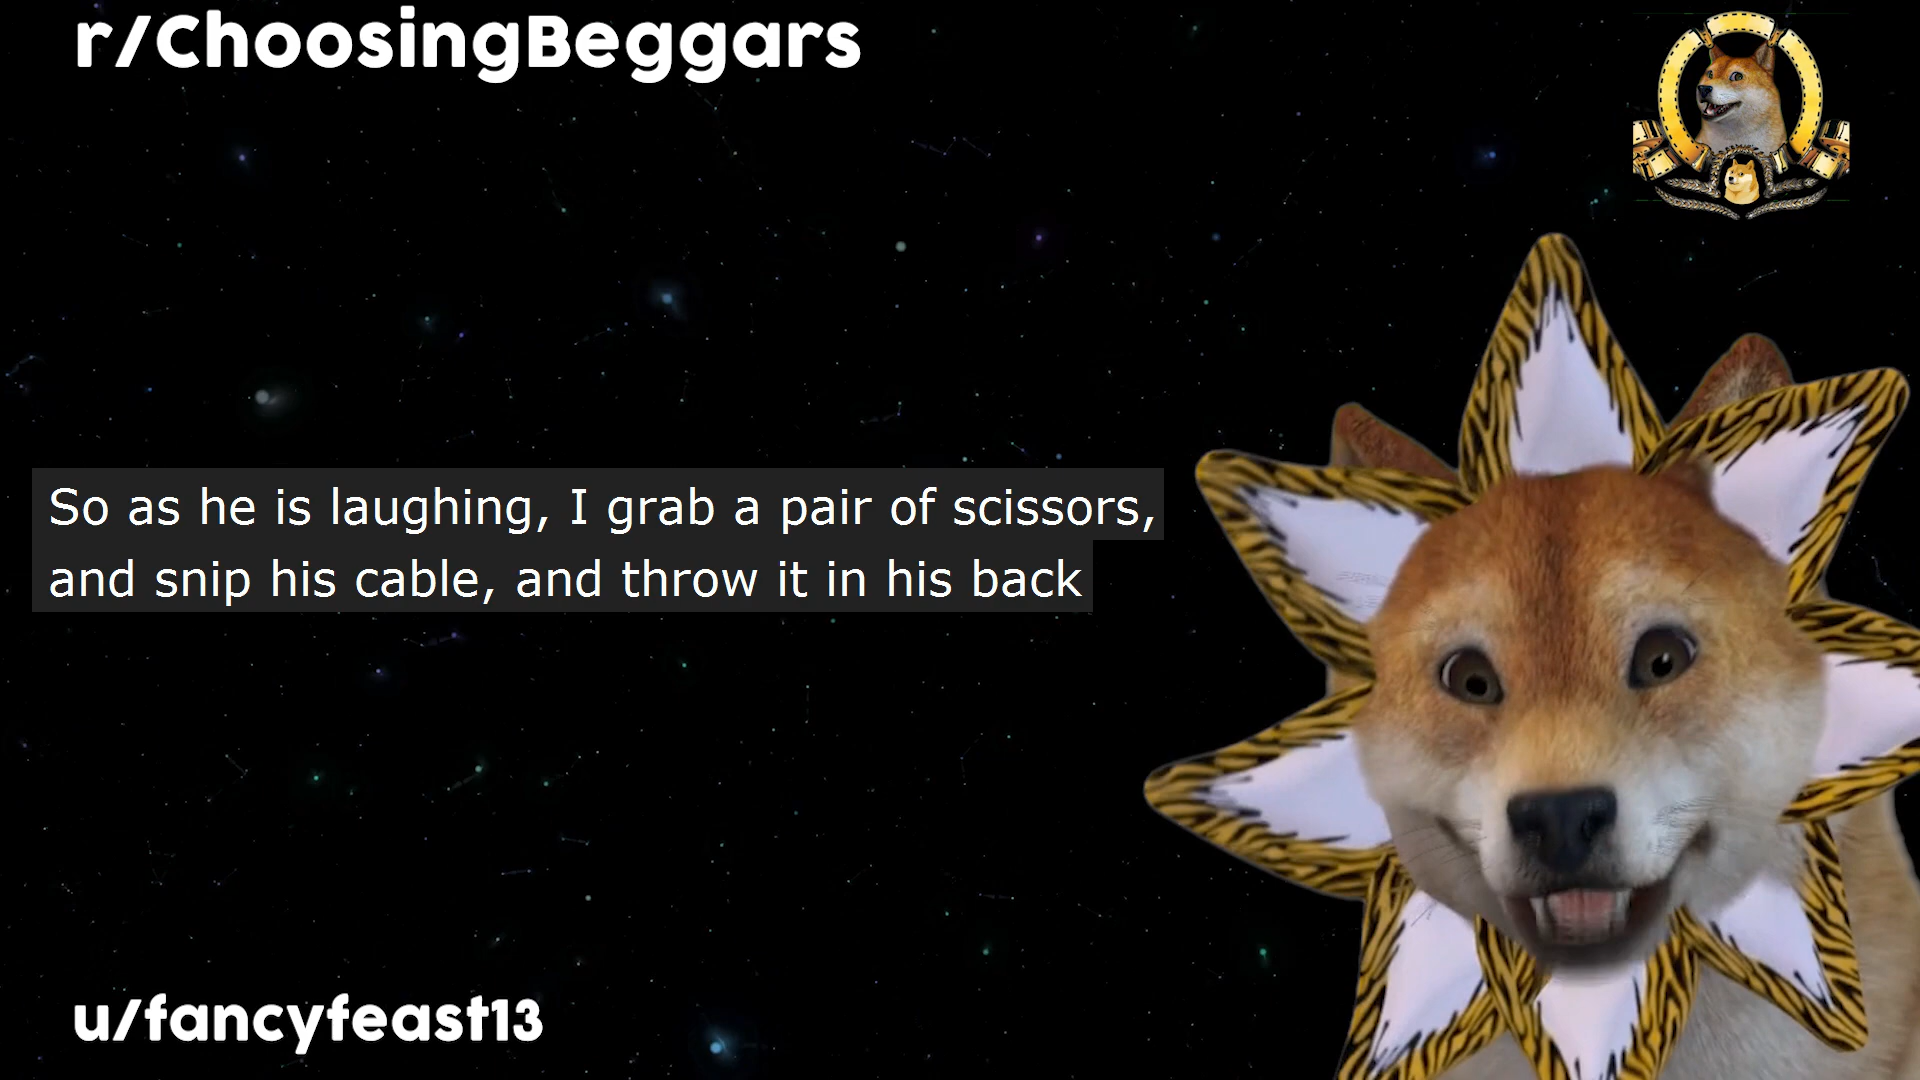 r/ChoosingBeggars
So as he is laughing, I grab a pair of scissors,
and snip his cable, and throw it in his back
u/fancyfeast13